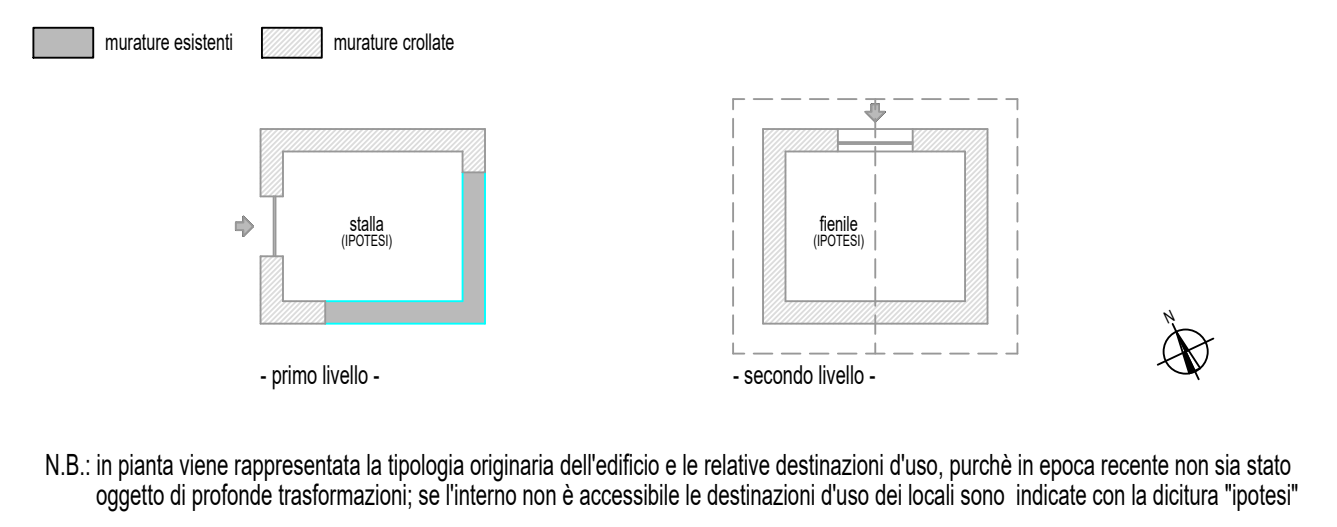 murature esistenti
murature crollate
stalla
(IPOTESI)
fienile
(IPOTESI)
N
- primo livello -
- secondo livello -
N.B.: in pianta viene rappresentata la tipologia originaria dell'edificio e le relative destinazioni d'uso, purchè in epoca recente non sia stato
oggetto di profonde trasformazioni; se l'interno non è accessibile le destinazioni d'uso dei locali sono indicate con la dicitura "ipotesi"